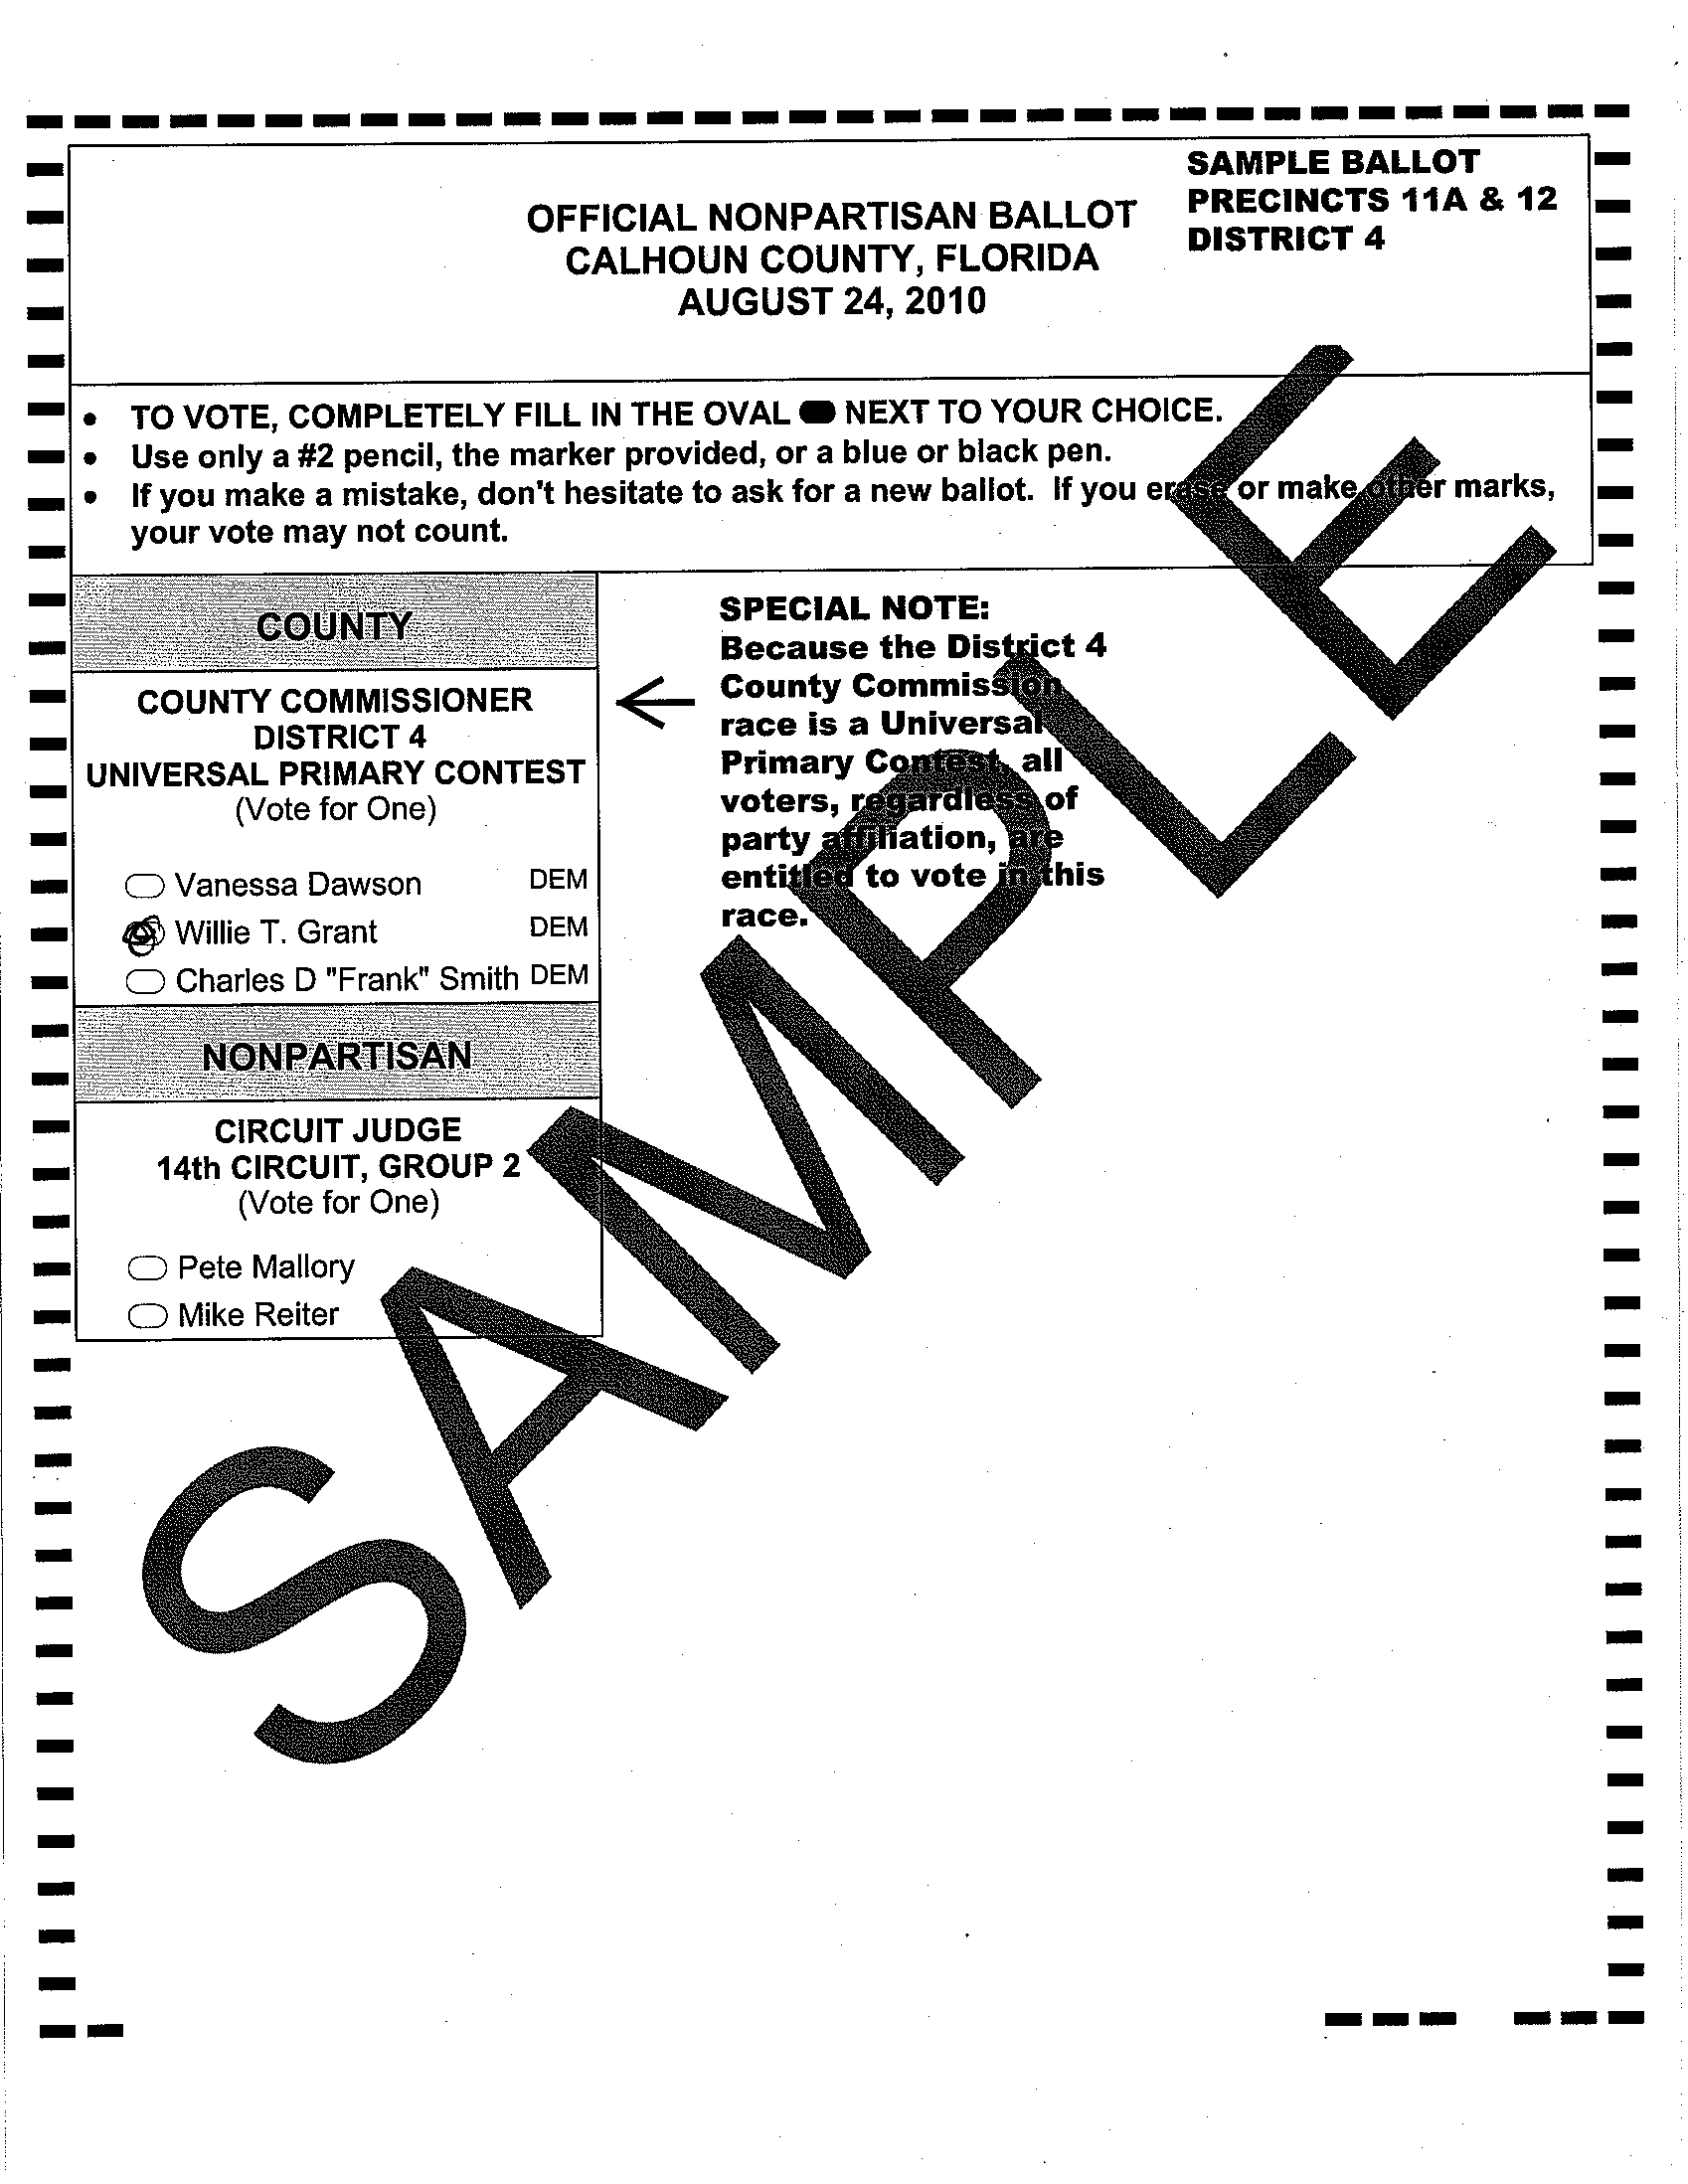 SAMPLE BALLOT
PRECINCTS 11A & 12
DISTRICT 4
OFFICIAL NONPARTISAN BALLOT
CALHOUN COUNTY, FLORIDA
AUGUST 24, 2010
• TO VOTE, COMPLETELY FILL IN THE OVAL NEXT TO YOUR CHOICE.
• Use only a #2 pencil, the marker provided, or a blue or black pen.
• If you make a mistake, don't hesitate to ask for a new ballot. If you erase or make other marks,
your vote may not count.
COUNTY
COUNTY COMMISSIONER
DISTRICT 4
UNIVERSAL PRIMARY CONTEST
(Vote for One)
Vanessa Dawson DEM
Willie T. Grant DEM
Charles D "Frank" Smith DEM
SPECIAL NOTE:
Because the District 4
County Commission
race is a Universal
Primary Contest, all
voters, regardless of
party affiliation, are
entitled to vote in this
race.
NONPARTISAN
CIRCUIT JUDGE
14th CIRCUIT, GROUP 2
(Vote for One)
Pete Mallory
Mike Reiter
SAMPLE